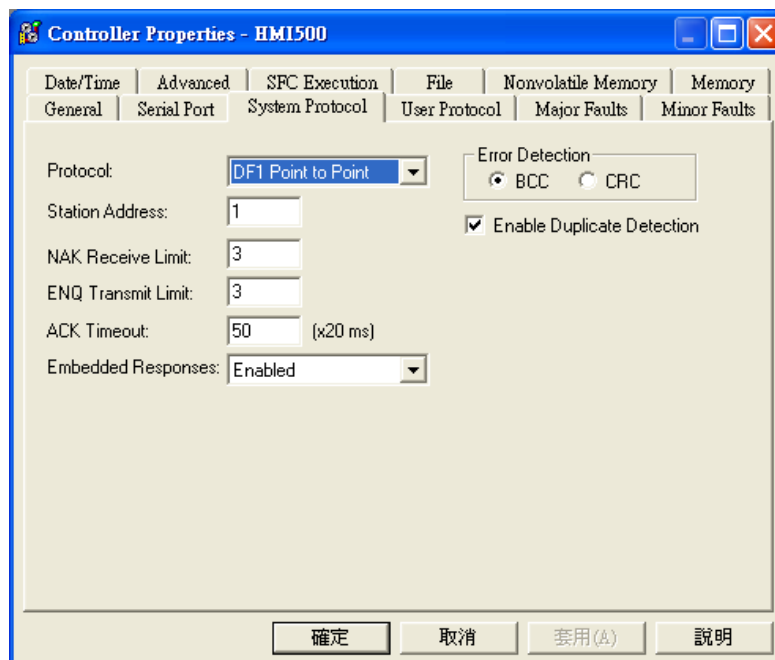 Controller Properties - HMI500
Date/Time Advanced SFC Execution File Nonvolatile Memory Memory
General Serial Port System Protocol User Protocol Major Faults Minor Faults
Protocol: DF1 Point to Point
Error Detection
BCC CRC
Station Address: 1
Enable Duplicate Detection
NAK Receive Limit: 3
ENQ Transmit Limit: 3
ACK Timeout: 50 (x20 ms)
Embedded Responses: Enabled
確定 取消 套用(A) 說明